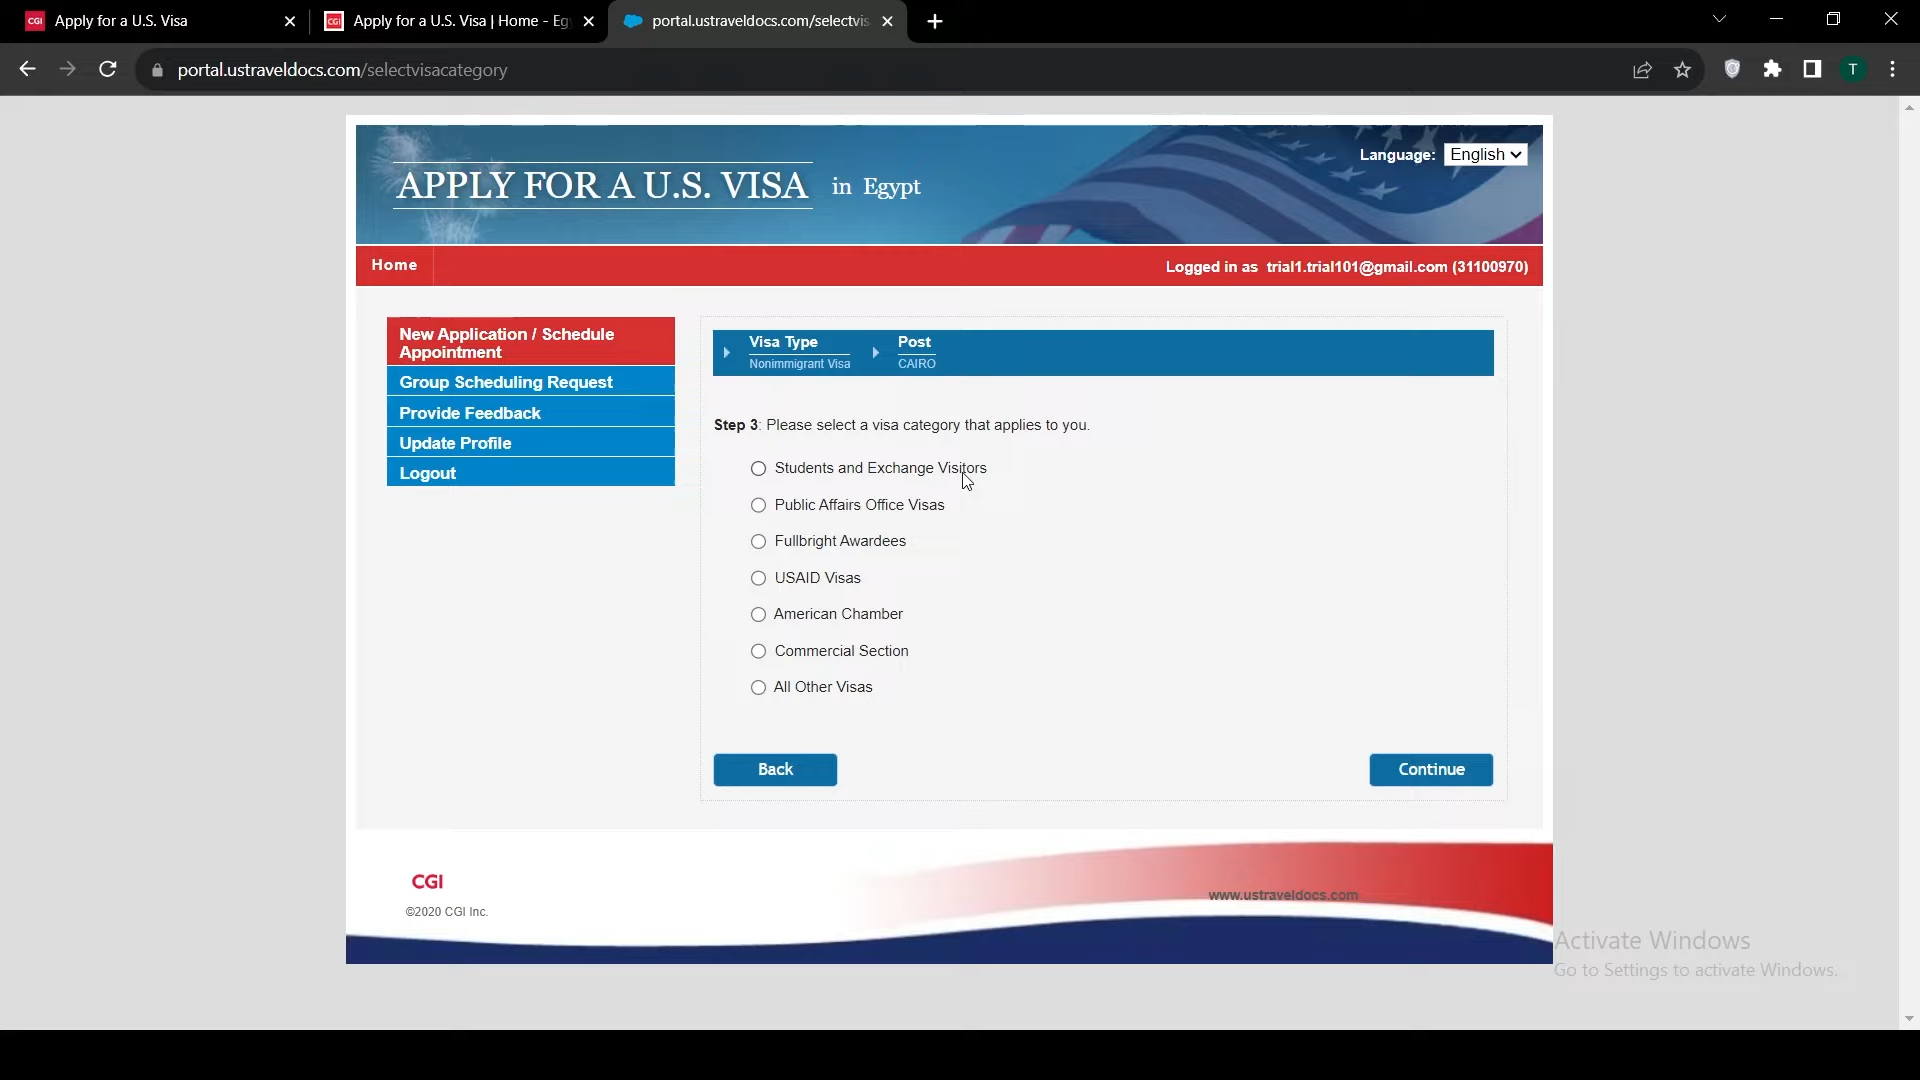 CGI Apply for a U.S. Visa
CGI Apply for a U.S. Visa | Home - Eg
portal.ustraveldocs.com/selectvis
portal.ustraveldocs.com/selectvisacategory
T
APPLY FOR A U.S. VISA in Egypt
Language: English
Home
Logged in as trial1.trial101@gmail.com (31100970)
New Application / Schedule
Appointment
Group Scheduling Request
Provide Feedback
Update Profile
Logout
Visa Type
Nonimmigrant Visa
Post
CAIRO
Step 3: Please select a visa category that applies to you.
Students and Exchange Visitors
Public Affairs Office Visas
Fullbright Awardees
USAID Visas
American Chamber
Commercial Section
All Other Visas
Back
Continue
CGI
©2020 CGI Inc.
www.ustraveldocs.com
Activate Windows
Go to Settings to activate Windows.